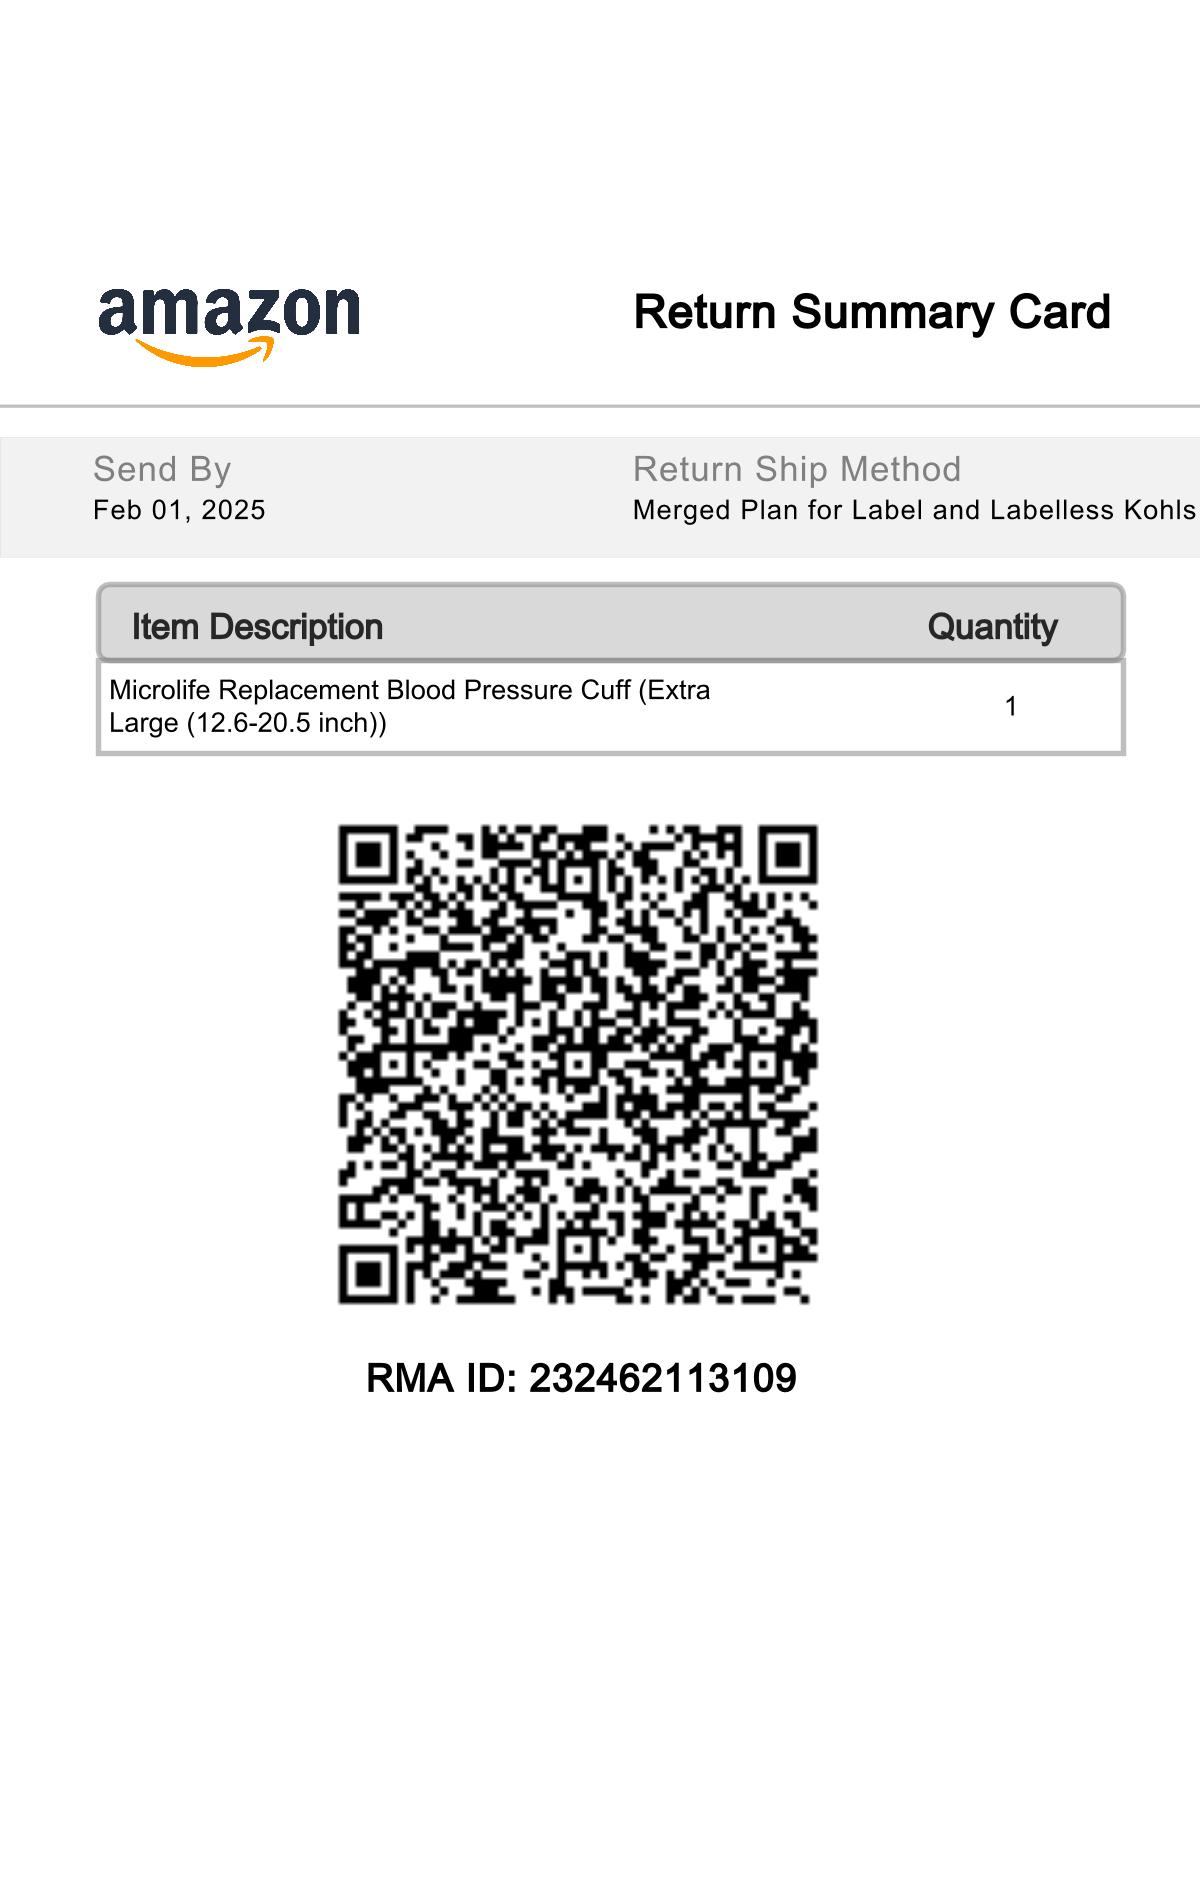 amazon
Return Summary Card
Send By
Return Ship Method
Feb 01, 2025
Merged Plan for Label and Labelless Kohls
Item Description
Quantity
Microlife Replacement Blood Pressure Cuff (Extra
Large (12.6-20.5 inch))
1
RMA ID: 232462113109